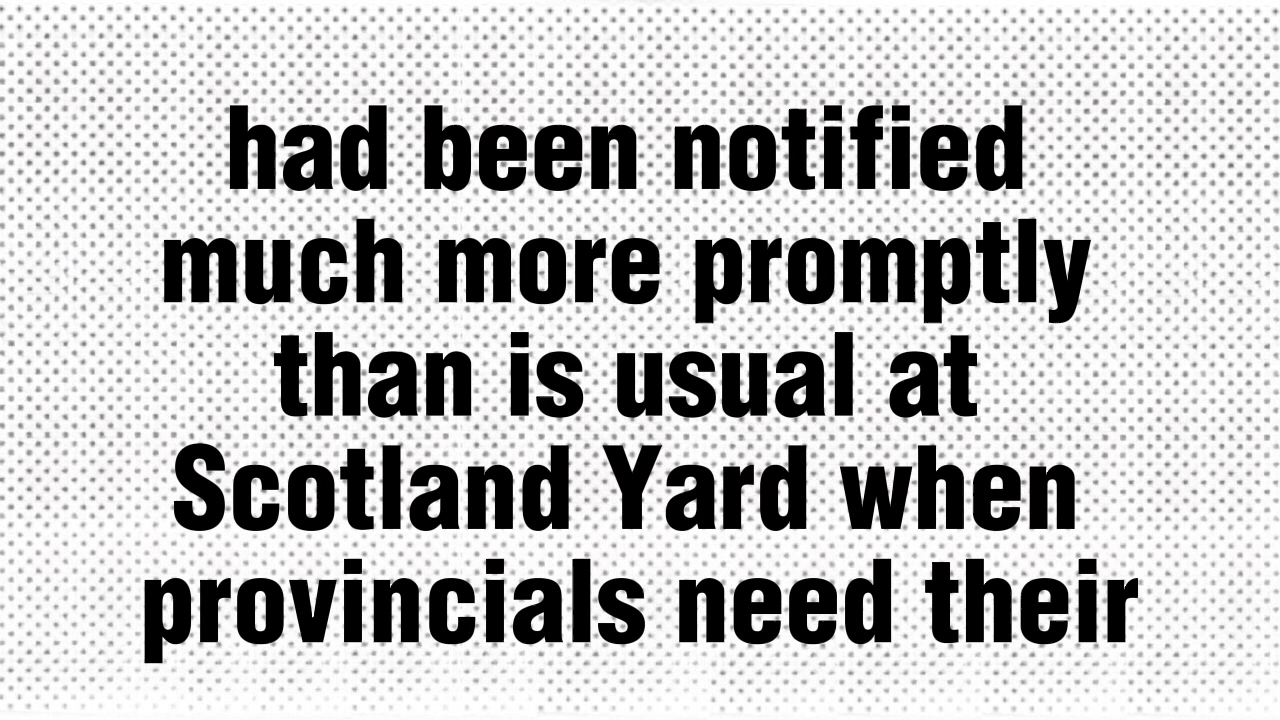 had been notified
much more promptly
than is usual at
Scotland Yard when
provincials need their